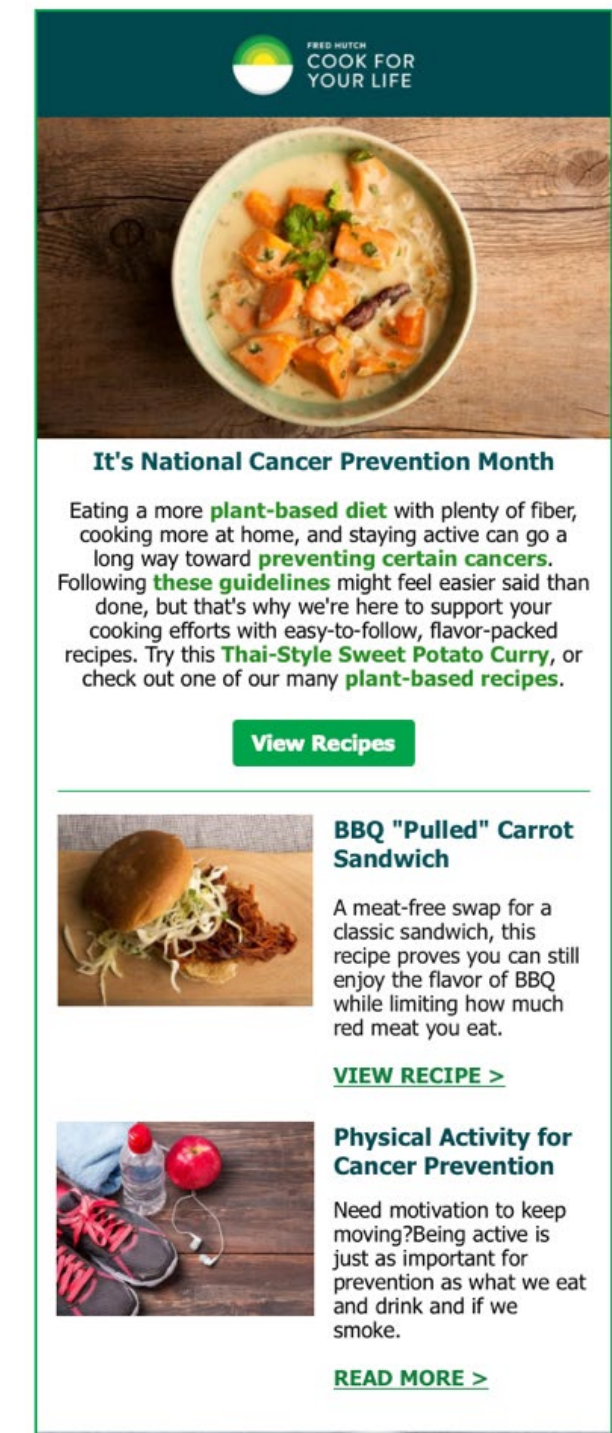 FRED HUTCH
COOK FOR
YOUR LIFE
It's National Cancer Prevention Month
Eating a more plant-based diet with plenty of fiber,
cooking more at home, and staying active can go a
long way toward preventing certain cancers.
Following these guidelines might feel easier said than
done, but that's why we're here to support your
cooking efforts with easy-to-follow, flavor-packed
recipes. Try this Thai-Style Sweet Potato Curry, or
check out one of our many plant-based recipes.
View Recipes
BBQ "Pulled" Carrot
Sandwich
A meat-free swap for a
classic sandwich, this
recipe proves you can still
enjoy the flavor of BBQ
while limiting how much
red meat you eat.
VIEW RECIPE >
Physical Activity for
Cancer Prevention
Need motivation to keep
moving?Being active is
just as important for
prevention as what we eat
and drink and if we
smoke.
READ MORE >